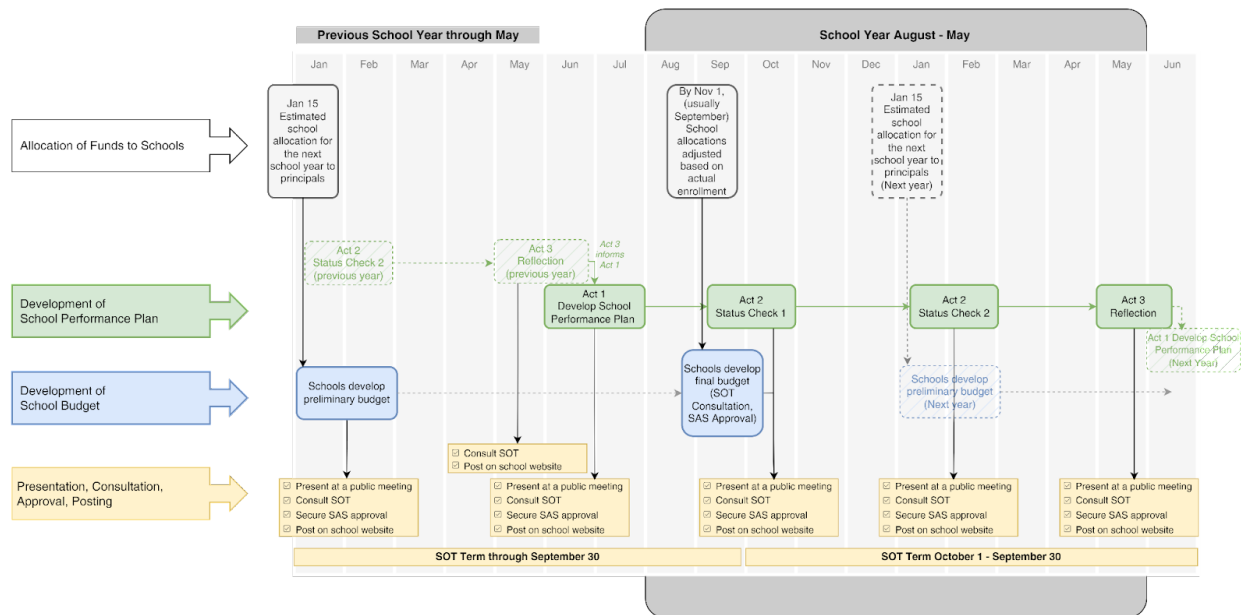 Previous School Year through May
School Year August - May
Jan
Feb
Mar
Apr
May
Jun
Jul
Aug
Sep
Oct
Nov
Dec
Jan
Feb
Mar
Apr
May
Jun
Allocation of Funds to Schools
Jan 15
Estimated
school
allocation for
the next
school year to
principals
By Nov 1,
(usually
September)
School
allocations
adjusted
based on
actual
enrollment
Jan 15
Estimated
school
allocation for
the next
school year to
principals
(Next year)
Act 2
Status Check 2
(previous year)
Act 3
Reflection
(previous year)
Act 3
informs
Act 1
Development of
School Performance Plan
Act 1
Develop School
Performance Plan
Act 2
Status Check 1
Act 2
Status Check 2
Act 3
Reflection
Act 1 Develop School
Performance Plan
(Next Year)
Development of
School Budget
Schools develop
preliminary budget
Schools develop
final budget
(SOT
Consultation,
SAS Approval)
Schools develop
preliminary budget
(Next year)
Presentation, Consultation,
Approval, Posting
☑ Consult SOT
☑ Post on school website
☑ Present at a public meeting
☑ Consult SOT
☑ Secure SAS approval
☑ Post on school website
☑ Present at a public meeting
☑ Consult SOT
☑ Secure SAS approval
☑ Post on school website
☑ Present at a public meeting
☑ Consult SOT
☑ Secure SAS approval
☑ Post on school website
☑ Present at a public meeting
☑ Consult SOT
☑ Secure SAS approval
☑ Post on school website
☑ Present at a public meeting
☑ Consult SOT
☑ Secure SAS approval
☑ Post on school website
SOT Term through September 30
SOT Term October 1 - September 30